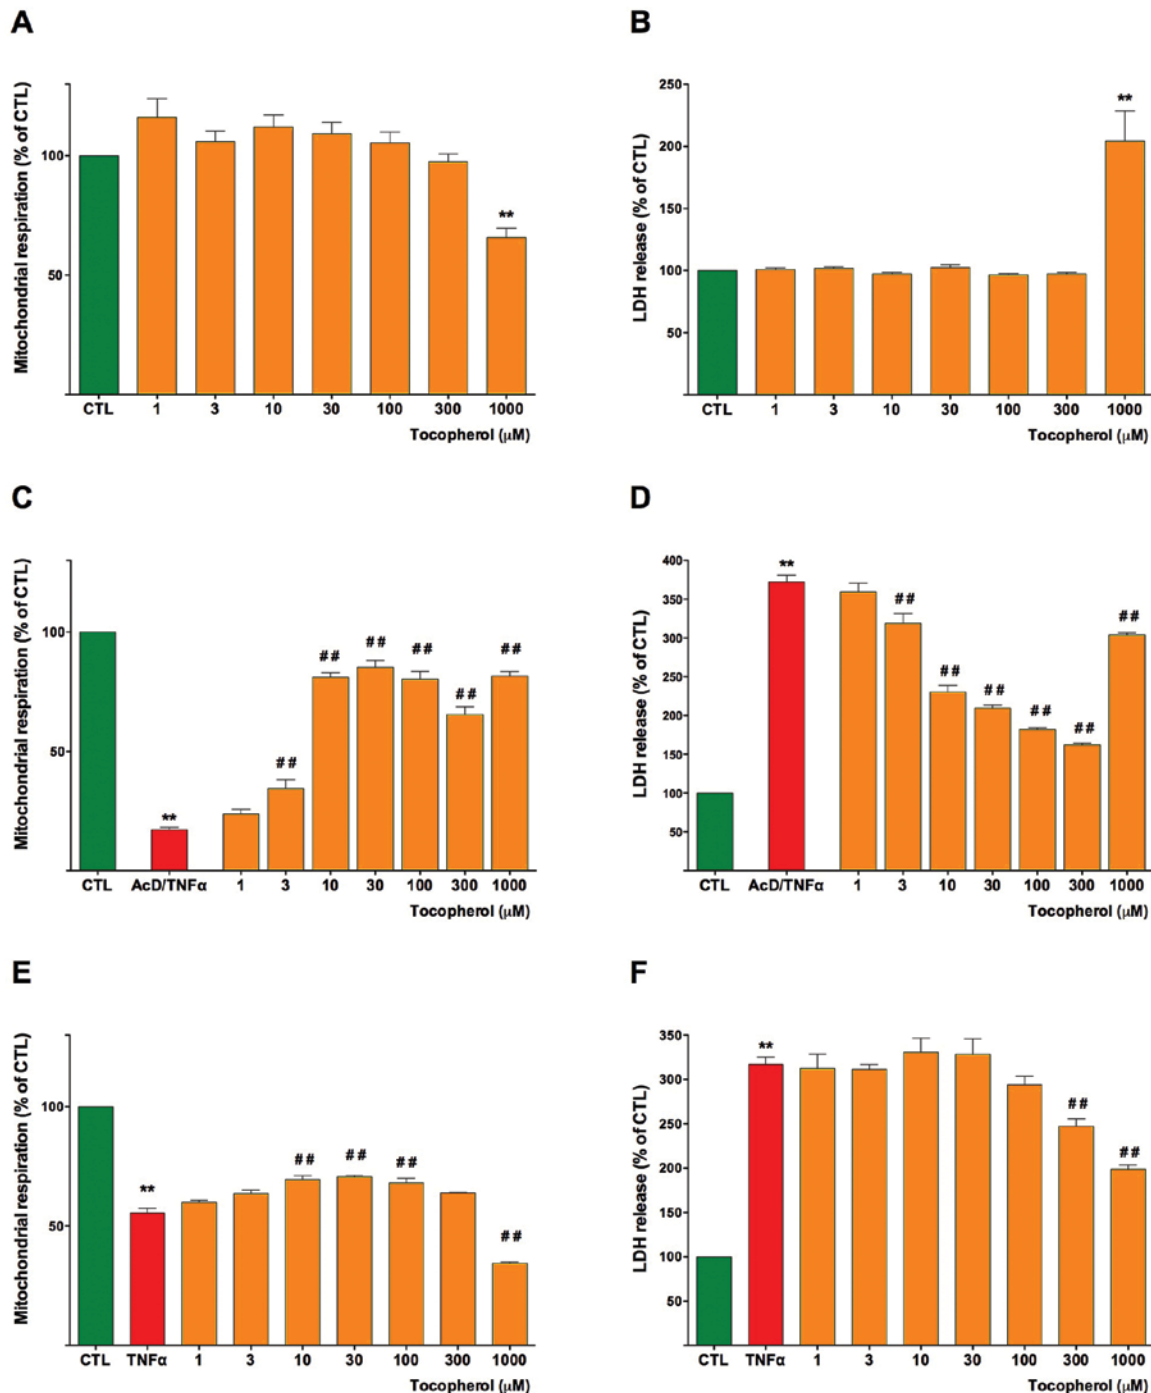 A
Mitochondrial respiration (% of CTL)
100
50
**
CTL 1 3 10 30 100 300 1000
Tocopherol (μM)
B
LDH release (% of CTL)
250
200
150
100
50
**
CTL 1 3 10 30 100 300 1000
Tocopherol (μM)
C
Mitochondrial respiration (% of CTL)
100
50
** ## ## ## ## ## ##
CTL AcD/TNFα 1 3 10 30 100 300 1000
Tocopherol (μM)
D
LDH release (% of CTL)
400
350
300
250
200
150
100
50
** ## ## ## ## ## ##
CTL AcD/TNFα 1 3 10 30 100 300 1000
Tocopherol (μM)
E
Mitochondrial respiration (% of CTL)
100
50
** ## ## ## ##
CTL TNFα 1 3 10 30 100 300 1000
Tocopherol (μM)
F
LDH release (% of CTL)
350
300
250
200
150
100
50
** ## ##
CTL TNFα 1 3 10 30 100 300 1000
Tocopherol (μM)